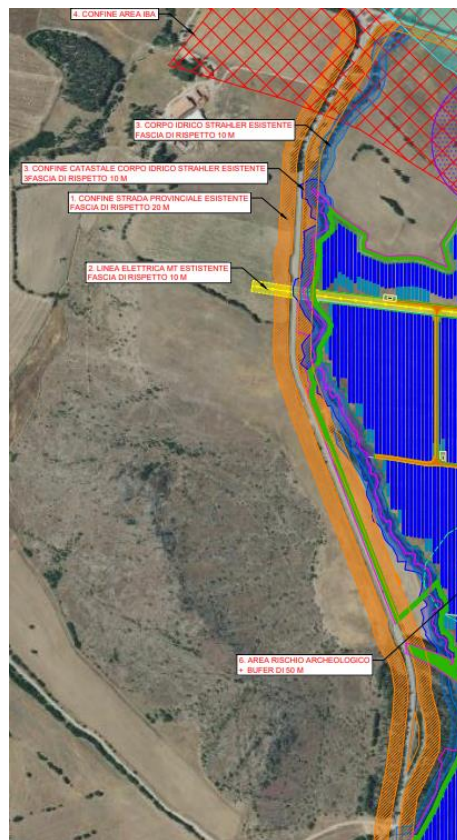 4. CONFINE AREA IBA
3. CORPO IDRICO STRAHLER ESISTENTE
FASCIA DI RISPETTO 10 M
3. CONFINE CATASTALE CORPO IDRICO STRAHLER ESISTENTE
3FASCIA DI RISPETTO 10 M
1. CONFINE STRADA PROVINCIALE ESISTENTE
FASCIA DI RISPETTO 20 M
2. LINEA ELETTRICA MT ESTISTENTE
FASCIA DI RISPETTO 10 M
6. AREA RISCHIO ARCHEOLOGICO
+ BUFER DI 50 M